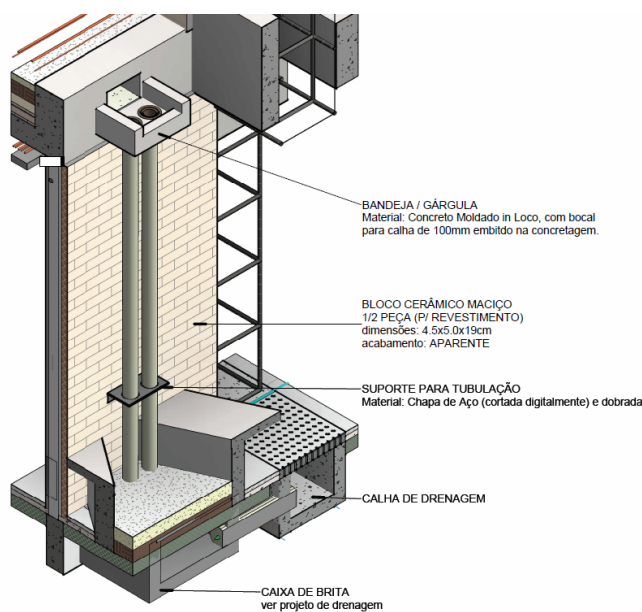 BANDEJA / GÁRGULA
Material: Concreto Moldado in Loco, com bocal
para calha de 100mm embitdo na concretagem.
BLOCO CERÂMICO MACIÇO
1/2 PEÇA (P/ REVESTIMENTO)
dimensões: 4.5x5.0x19cm
acabamento: APARENTE
SUPORTE PARA TUBULAÇÃO
Material: Chapa de Aço (cortada digitalmente) e dobrada
CALHA DE DRENAGEM
CAIXA DE BRITA
ver projeto de drenagem